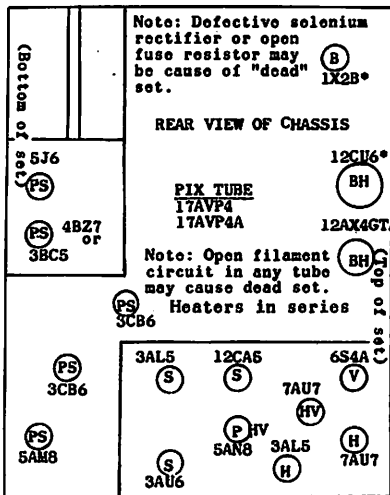 Note: Defective selenium
rectifier or open
fuse resistor may
be cause of "dead"
set.
B
1X2B*
(Bottom of set)
REAR VIEW OF CHASSIS
5J6
PS
12CU6*
BH
PIX TUBE
17AVP4
17AVP4A
4BZ7
or
PS
3BC5
12AX4GTA
BH
Note: Open filament
circuit in any tube
may cause dead set.
Heaters in series
(Top of set)
PS
3CB6
3AL5
S
12CA5
S
6S4A
V
PS
3CB6
7AU7
HV
PS
5AM8
P HV
5AN8
H
7AU7
S
3AU6
3AL5
H